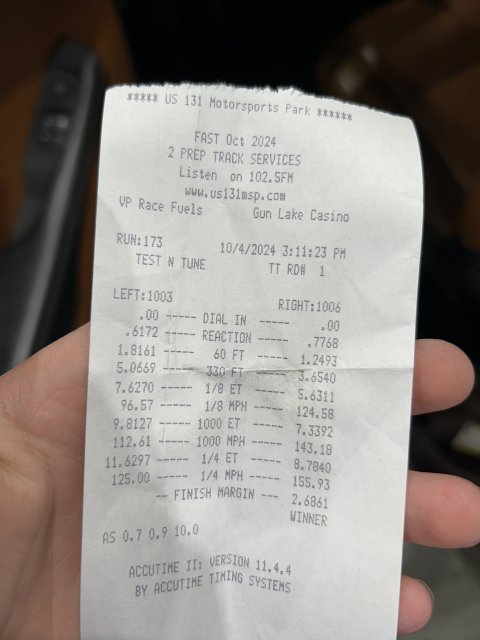 ***** US 131 Motorsports Park ******
FAST Oct 2024
2 PREP TRACK SERVICES
Listen on 102.5FM
www.us131msp.com
VP Race Fuels Gun Lake Casino
RUN:173 10/4/2024 3:11:23 PM
TEST N TUNE TT RD# 1
LEFT:1003 RIGHT:1006
.00 ----- DIAL IN ----- .00
.6172 ----- REACTION ----- .7768
1.8161 ----- 60 FT ----- 1.2493
5.0669 ----- 330 FT ----- 3.6540
7.6270 ----- 1/8 ET ----- 5.6311
96.57 ----- 1/8 MPH ----- 124.58
9.8127 ----- 1000 ET ----- 7.3392
112.61 ----- 1000 MPH ----- 143.18
11.6297 ----- 1/4 ET ----- 8.7840
125.00 ----- 1/4 MPH ----- 155.93
-- FINISH MARGIN --- 2.6861
WINNER
AS 0.7 0.9 10.0
ACCUTIME II: VERSION 11.4.4
BY ACCUTIME TIMING SYSTEMS